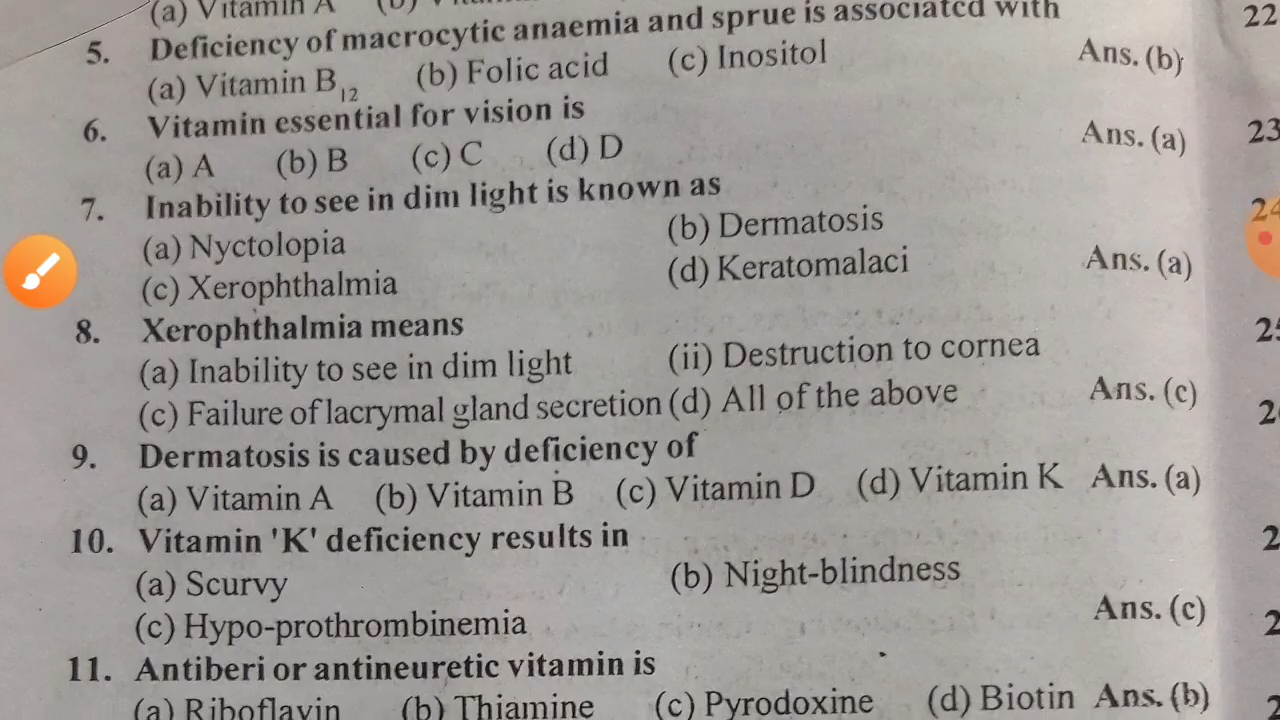 (a) Vitamin A (b)
5. Deficiency of macrocytic anaemia and sprue is associated with
(a) Vitamin B12 (b) Folic acid (c) Inositol Ans. (b)
6. Vitamin essential for vision is
(a) A (b) B (c) C (d) D Ans. (a)
7. Inability to see in dim light is known as
(a) Nyctolopia (b) Dermatosis
(c) Xerophthalmia (d) Keratomalaci Ans. (a)
8. Xerophthalmia means
(a) Inability to see in dim light (ii) Destruction to cornea
(c) Failure of lacrymal gland secretion (d) All of the above Ans. (c)
9. Dermatosis is caused by deficiency of
(a) Vitamin A (b) Vitamin B (c) Vitamin D (d) Vitamin K Ans. (a)
10. Vitamin 'K' deficiency results in
(a) Scurvy (b) Night-blindness
(c) Hypo-prothrombinemia Ans. (c)
11. Antiberi or antineuretic vitamin is
(a) Riboflavin (b) Thiamine (c) Pyrodoxine (d) Biotin Ans. (b)
22
23
24